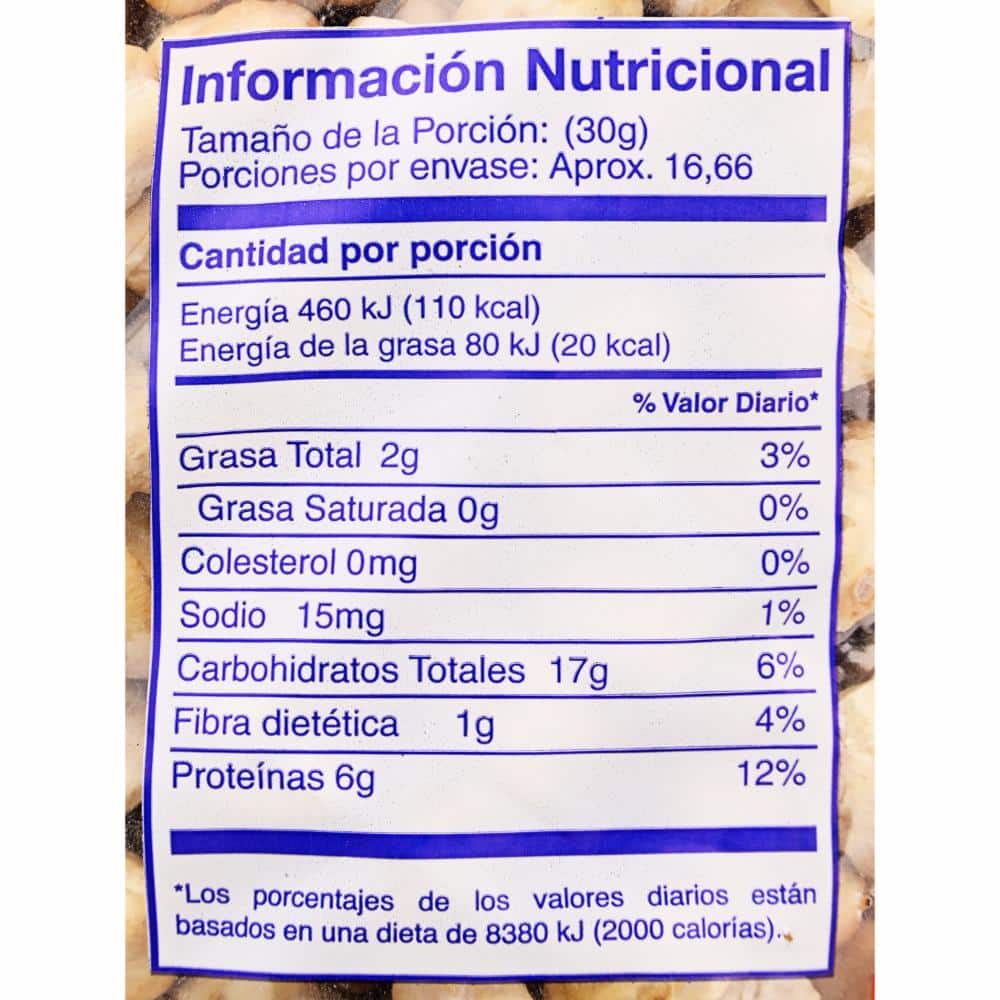 Información Nutricional
Tamaño de la Porción: (30g)
Porciones por envase: Aprox. 16,66
Cantidad por porción
Energía 460 kJ (110 kcal)
Energía de la grasa 80 kJ (20 kcal)
% Valor Diario*
Grasa Total 2g 3%
Grasa Saturada 0g 0%
Colesterol 0mg 0%
Sodio 15mg 1%
Carbohidratos Totales 17g 6%
Fibra dietética 1g 4%
Proteínas 6g 12%
*Los porcentajes de los valores diarios están
basados en una dieta de 8380 kJ (2000 calorías).